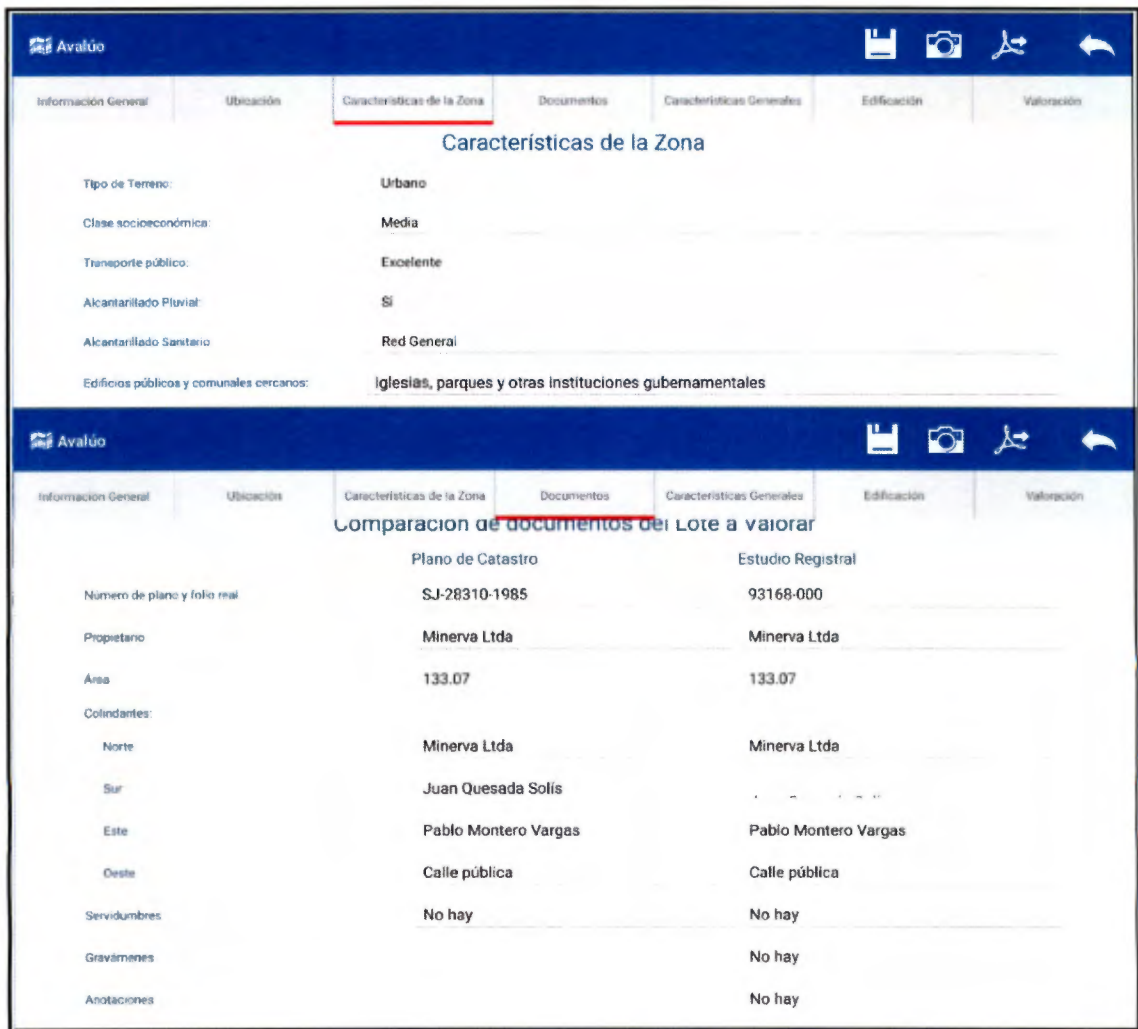 Avalúo
Información General Ubicación Características de la Zona Documentos Características Generales Edificación Valoración
Características de la Zona
Tipo de Terreno: Urbano
Clase socioeconómica: Media
Transporte público: Excelente
Alcantarillado Pluvial: Sí
Alcantarillado Sanitario Red General
Edificios públicos y comunales cercanos: Iglesias, parques y otras instituciones gubernamentales
Avalúo
Información General Ubicación Características de la Zona Documentos Características Generales Edificación Valoración
Comparación de documentos del Lote a Valorar
Plano de Catastro Estudio Registral
Número de plano y folio real SJ-28310-1985 93168-000
Propietario Minerva Ltda Minerva Ltda
Área 133.07 133.07
Colindantes:
Norte Minerva Ltda Minerva Ltda
Sur Juan Quesada Solís
Este Pablo Montero Vargas Pablo Montero Vargas
Oeste Calle pública Calle pública
Servidumbres No hay No hay
Gravámenes No hay
Anotaciones No hay